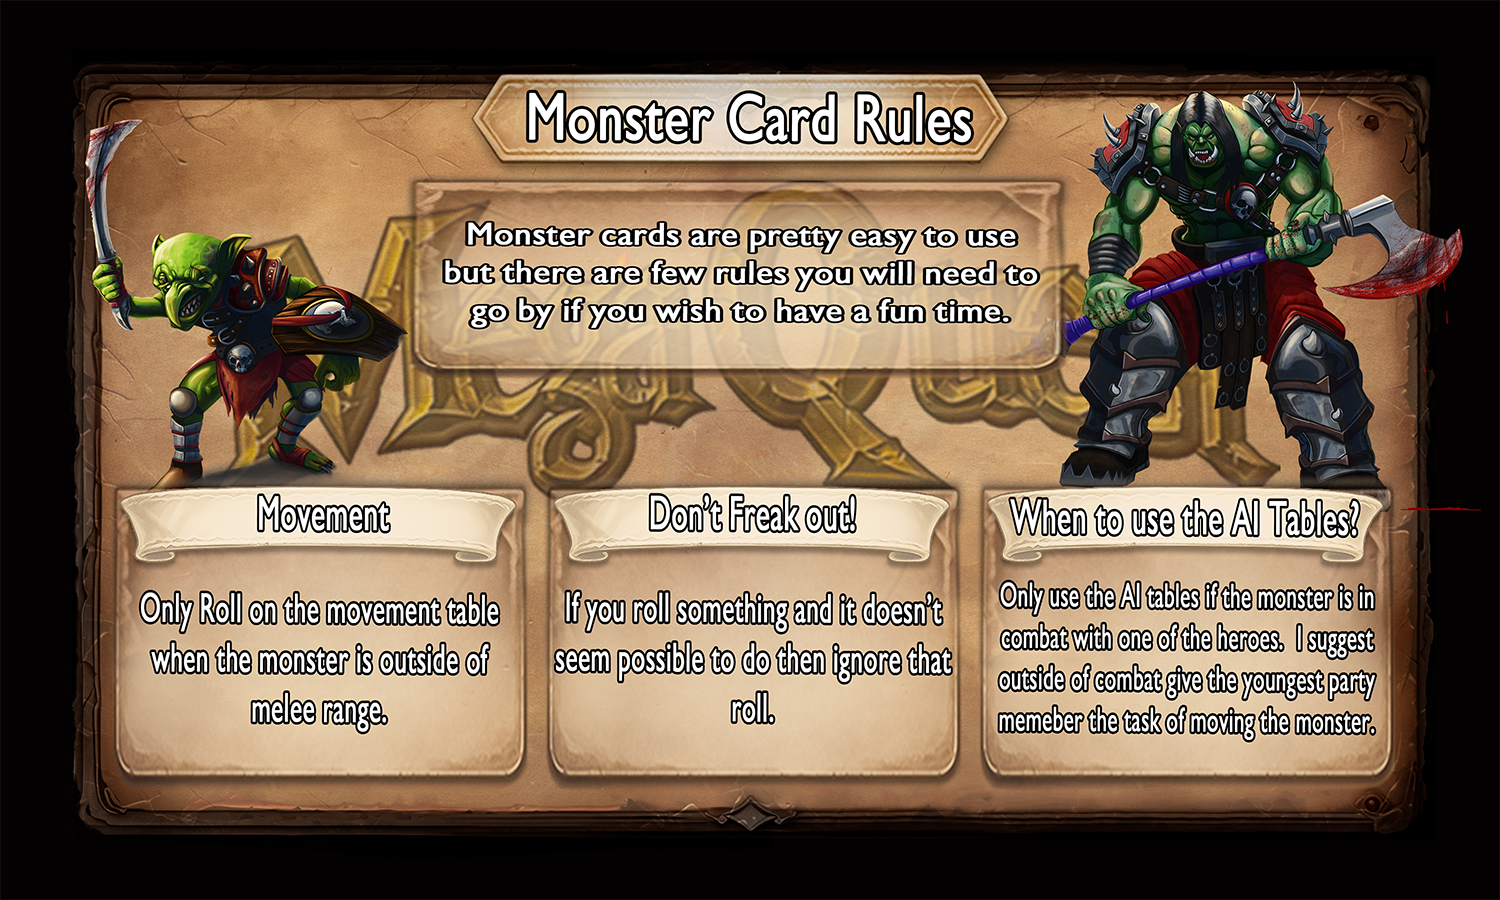 Monster Card Rules
Monster cards are pretty easy to use
but there are few rules you will need to
go by if you wish to have a fun time.
MegaQuest
Movement
Only Roll on the movement table
when the monster is outside of
melee range.
Don't Freak out!
If you roll something and it doesn't
seem possible to do then ignore that
roll.
When to use the AI Tables?
Only use the AI tables if the monster is in
combat with one of the heroes.  I suggest
outside of combat give the youngest party
memeber the task of moving the monster.